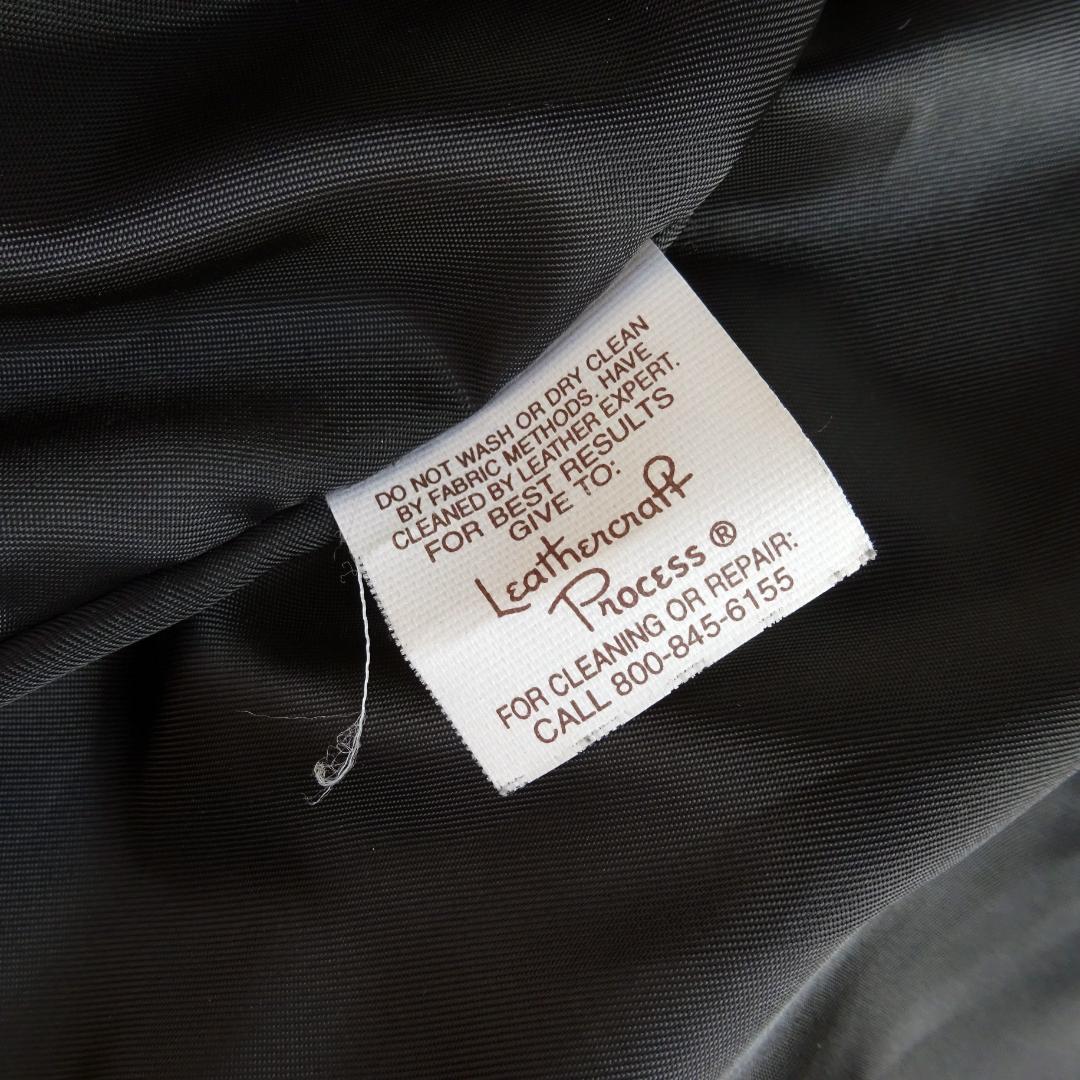 DO NOT WASH OR DRY CLEAN
BY FABRIC METHODS. HAVE
CLEANED BY LEATHER EXPERT.
FOR BEST RESULTS
GIVE TO:
Leathercraft
Process ®
FOR CLEANING OR REPAIR:
CALL 800-845-6155